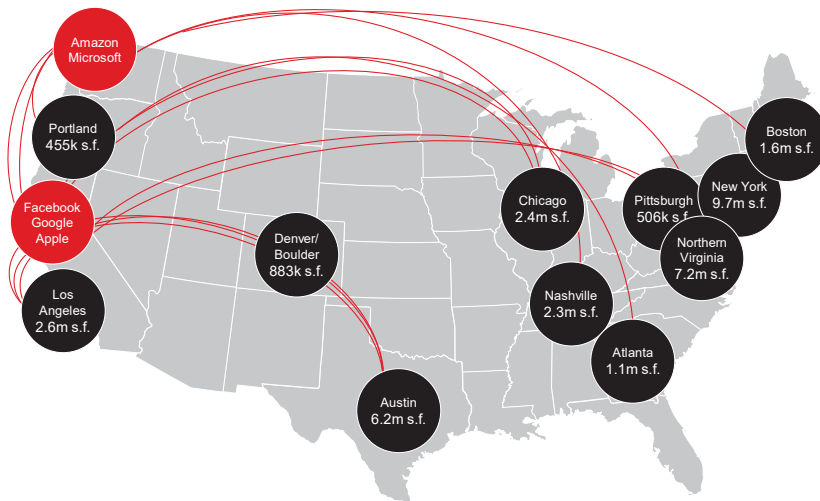 Amazon
Microsoft
Portland
455k s.f.
Facebook
Google
Apple
Los
Angeles
2.6m s.f.
Denver/
Boulder
883k s.f.
Austin
6.2m s.f.
Chicago
2.4m s.f.
Nashville
2.3m s.f.
Atlanta
1.1m s.f.
Pittsburgh
506k s.f.
Northern
Virginia
7.2m s.f.
New York
9.7m s.f.
Boston
1.6m s.f.